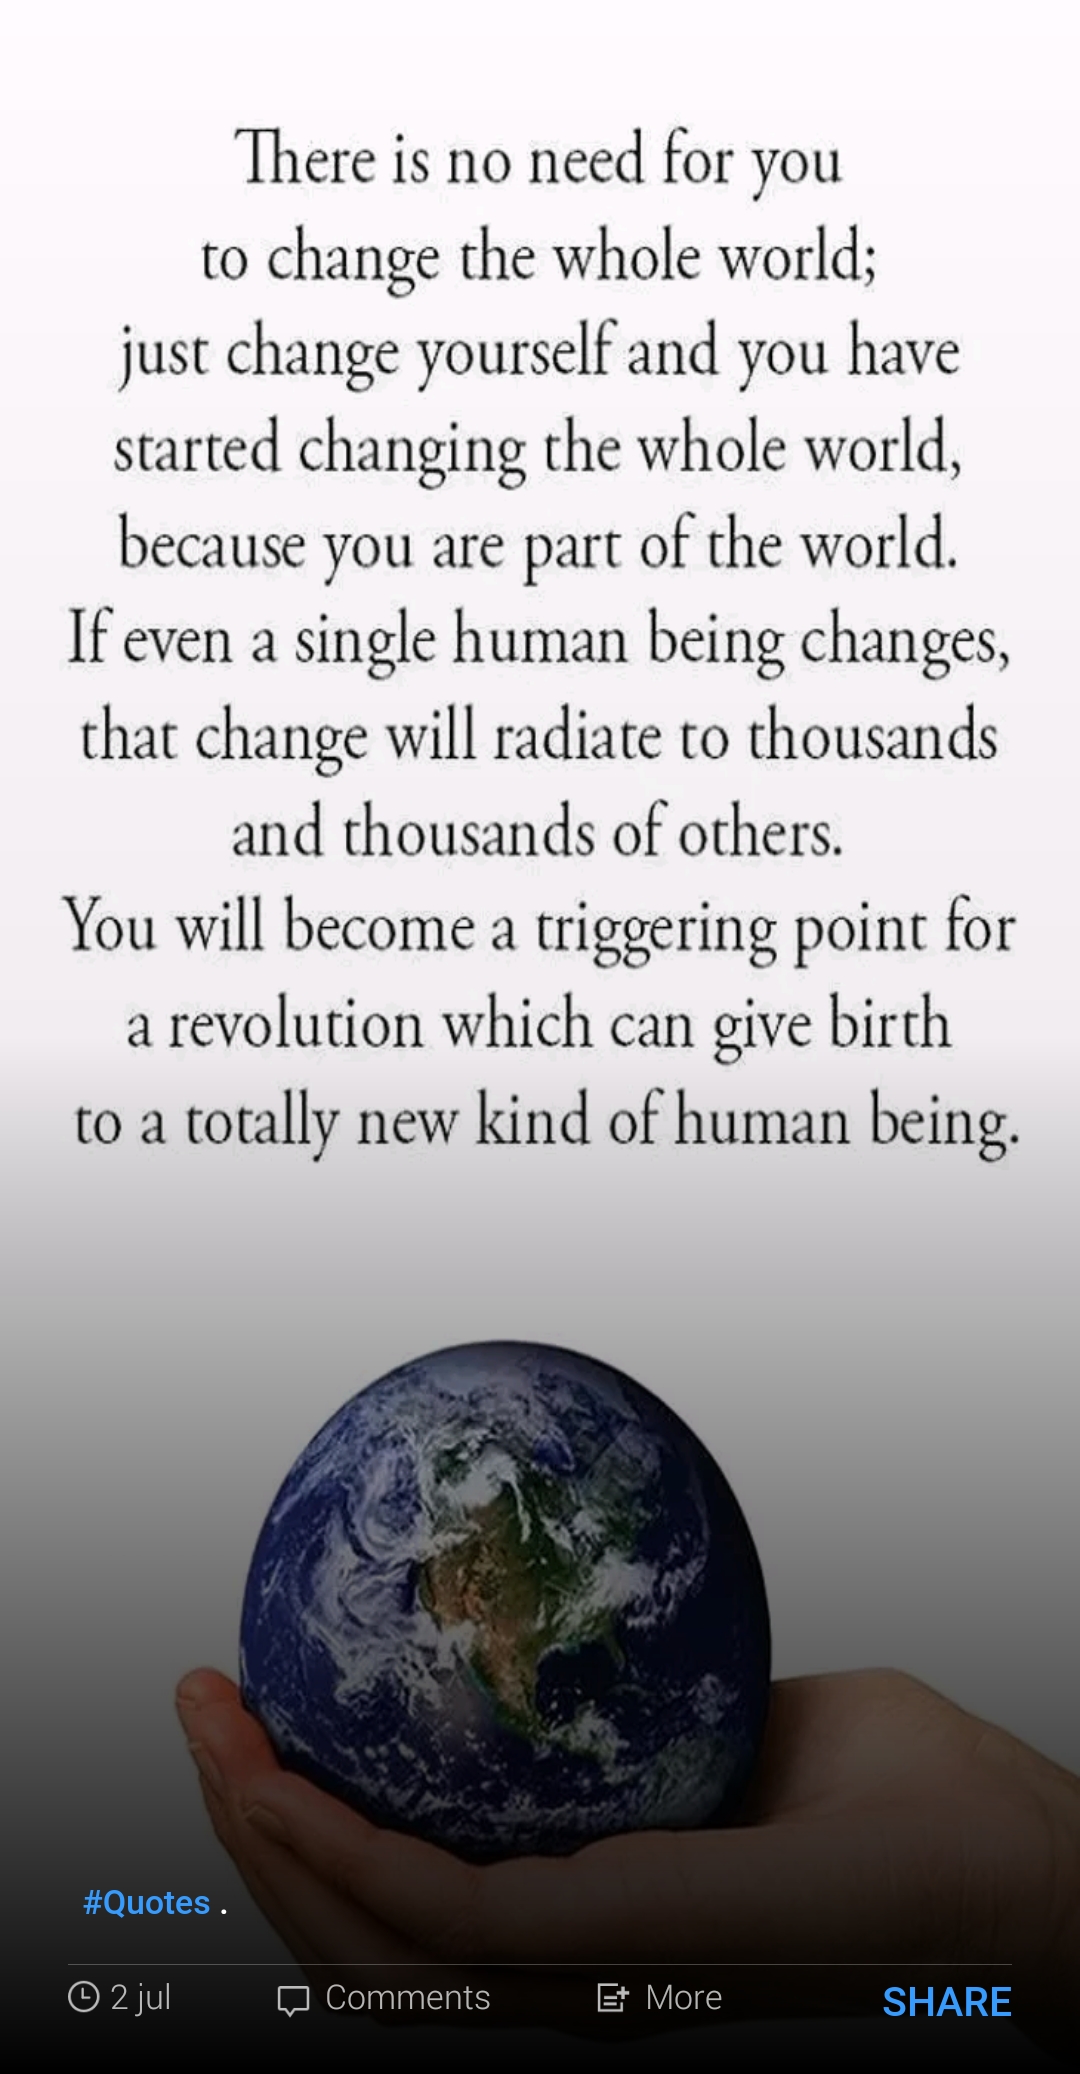 There is no need for you
to change the whole world;
just change yourself and you have
started changing the whole world,
because you are part of the world.
If even a single human being changes,
that change will radiate to thousands
and thousands of others.
You will become a triggering point for
a revolution which can give birth
to a totally new kind of human being.
#Quotes .
2 jul Comments More SHARE